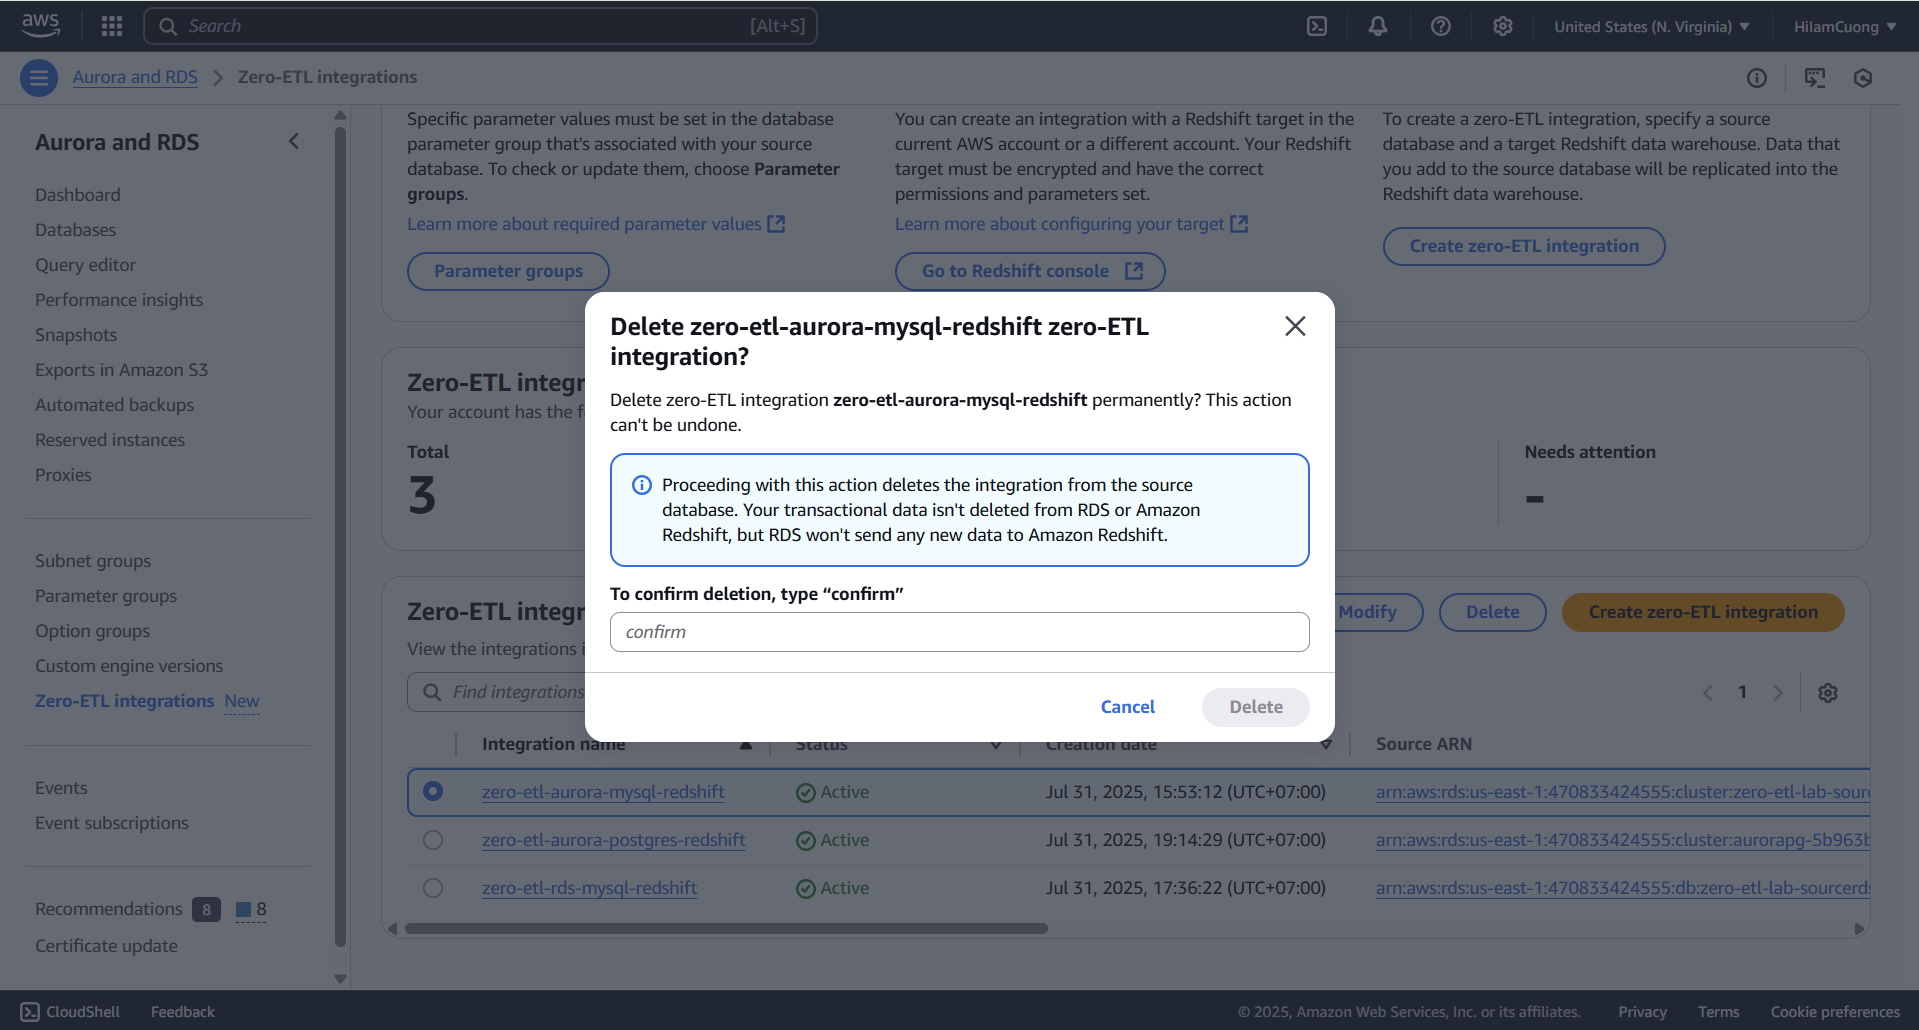 aws
Search
[Alt+S]
United States (N. Virginia)
HilamCuong
Aurora and RDS
Zero-ETL integrations
Aurora and RDS
Dashboard
Databases
Query editor
Performance insights
Snapshots
Exports in Amazon S3
Automated backups
Reserved instances
Proxies
Subnet groups
Parameter groups
Option groups
Custom engine versions
Zero-ETL integrations New
Events
Event subscriptions
Recommendations 8 8
Certificate update
Specific parameter values must be set in the database
parameter group that's associated with your source
database. To check or update them, choose Parameter
groups.
Learn more about required parameter values
Parameter groups
You can create an integration with a Redshift target in the
current AWS account or a different account. Your Redshift
target must be encrypted and have the correct
permissions and parameters set.
Learn more about configuring your target
Go to Redshift console
To create a zero-ETL integration, specify a source
database and a target Redshift data warehouse. Data that
you add to the source database will be replicated into the
Redshift data warehouse.
Create zero-ETL integration
Zero-ETL integr
Your account has the f
Total
3
Needs attention
-
Delete zero-etl-aurora-mysql-redshift zero-ETL
integration?
Delete zero-ETL integration zero-etl-aurora-mysql-redshift permanently? This action
can't be undone.
Proceeding with this action deletes the integration from the source
database. Your transactional data isn't deleted from RDS or Amazon
Redshift, but RDS won't send any new data to Amazon Redshift.
To confirm deletion, type “confirm”
confirm
Cancel
Delete
Zero-ETL integr
View the integrations i
Modify
Delete
Create zero-ETL integration
Find integrations
1
Integration name Status Creation date Source ARN
zero-etl-aurora-mysql-redshift Active Jul 31, 2025, 15:53:12 (UTC+07:00) arn:aws:rds:us-east-1:470833424555:cluster:zero-etl-lab-sour
zero-etl-aurora-postgres-redshift Active Jul 31, 2025, 19:14:29 (UTC+07:00) arn:aws:rds:us-east-1:470833424555:cluster:aurorapg-5b963b
zero-etl-rds-mysql-redshift Active Jul 31, 2025, 17:36:22 (UTC+07:00) arn:aws:rds:us-east-1:470833424555:db:zero-etl-lab-sourcerd
CloudShell Feedback © 2025, Amazon Web Services, Inc. or its affiliates. Privacy Terms Cookie preferences